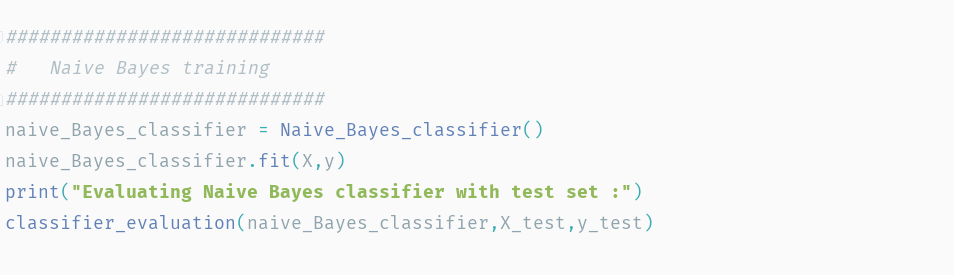 #############################
#   Naive Bayes training
#############################
naive_Bayes_classifier = Naive_Bayes_classifier()
naive_Bayes_classifier.fit(X,y)
print("Evaluating Naive Bayes classifier with test set :")
classifier_evaluation(naive_Bayes_classifier,X_test,y_test)